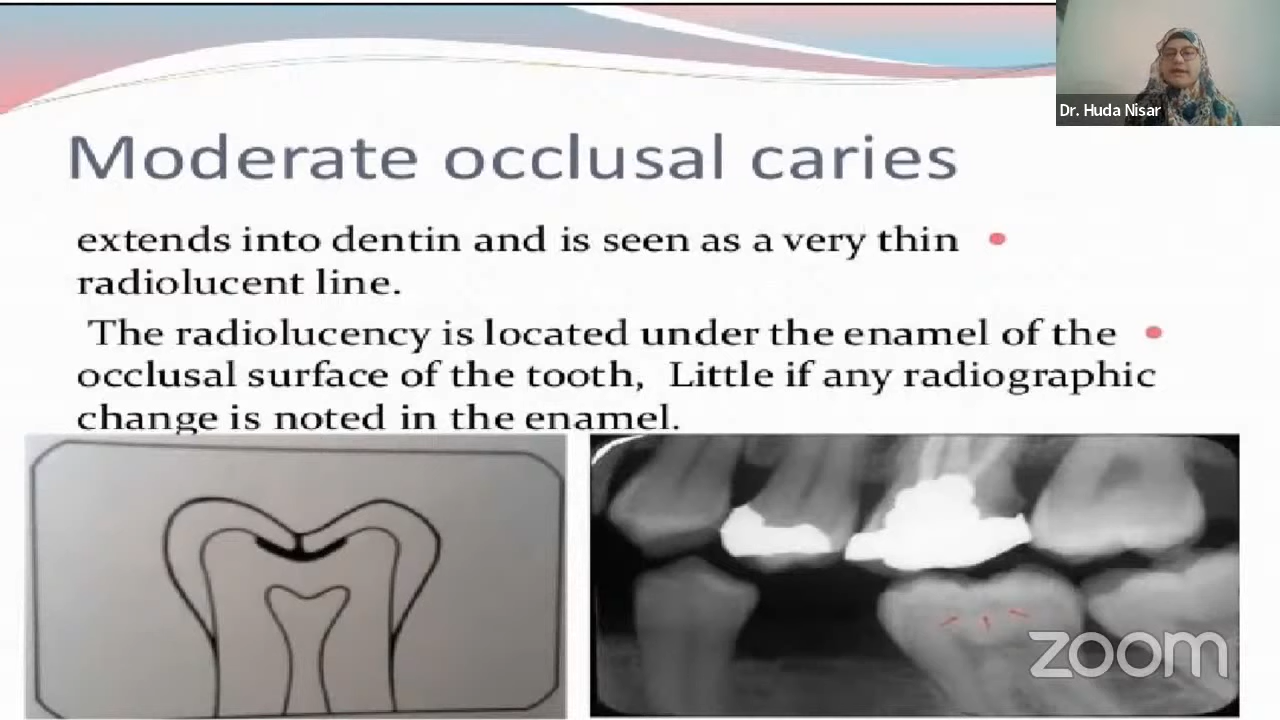 Dr. Huda Nisar
Moderate occlusal caries
extends into dentin and is seen as a very thin
radiolucent line.
The radiolucency is located under the enamel of the
occlusal surface of the tooth, Little if any radiographic
change is noted in the enamel.
zoom